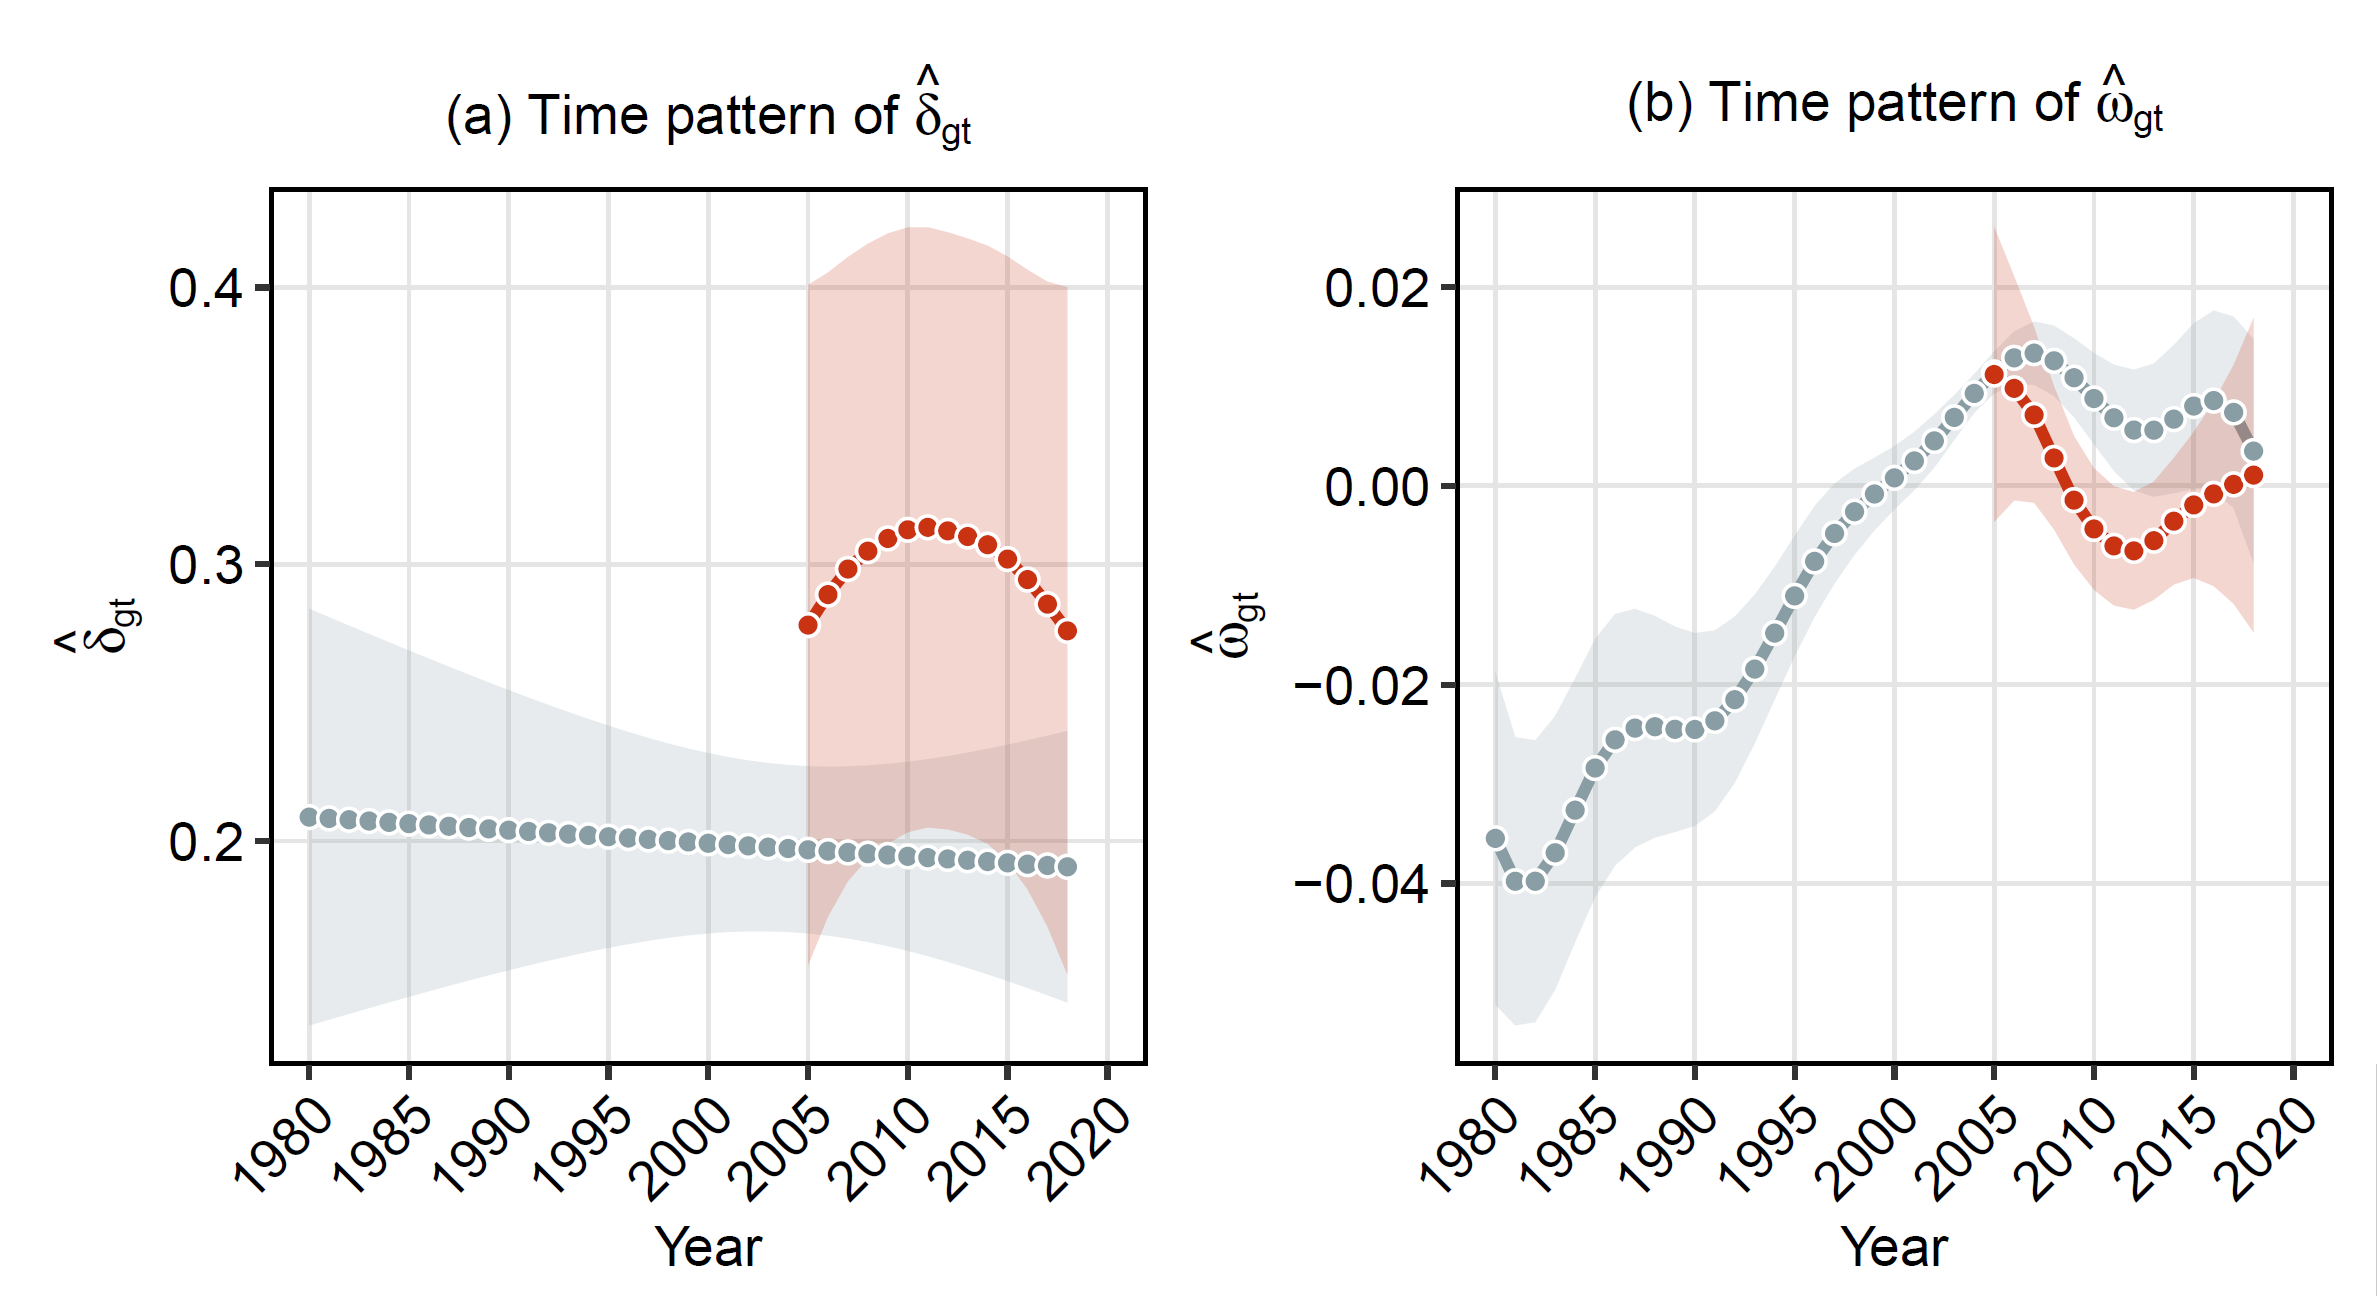 (a) Time pattern of δ̂gt
0.4
0.3
0.2
δ̂gt
1980 1985 1990 1995 2000 2005 2010 2015 2020
Year
(b) Time pattern of ω̂gt
0.02
0.00
−0.02
−0.04
ω̂gt
1980 1985 1990 1995 2000 2005 2010 2015 2020
Year